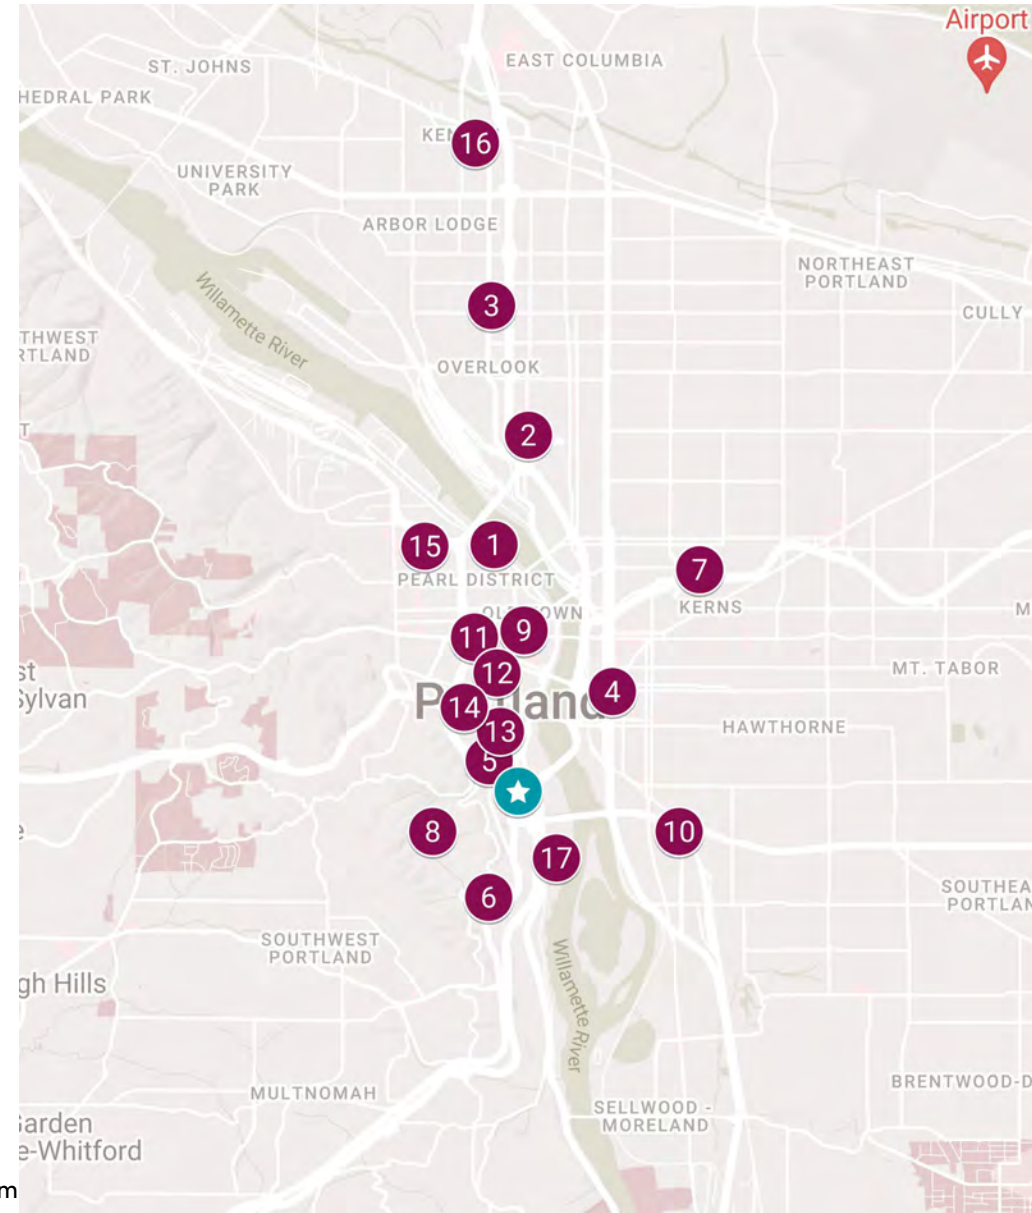 Airport
EAST COLUMBIA
ST. JOHNS
HEDRAL PARK
16
UNIVERSITY
PARK
ARBOR LODGE
NORTHEAST
PORTLAND
Willamette River
3
CULLY
THWEST
RTLAND
OVERLOOK
T
2
15
1
7
PEARL DISTRICT
KERNS
M
11
9
12
st
Sylvan
MT. TABOR
4
14
HAWTHORNE
13
5
8
10
17
6
SOUTHEA
PORTLAN
SOUTHWEST
PORTLAND
gh Hills
Willamette River
MULTNOMAH
BRENTWOOD-D
SELLWOOD -
MORELAND
Garden
e-Whitford
m